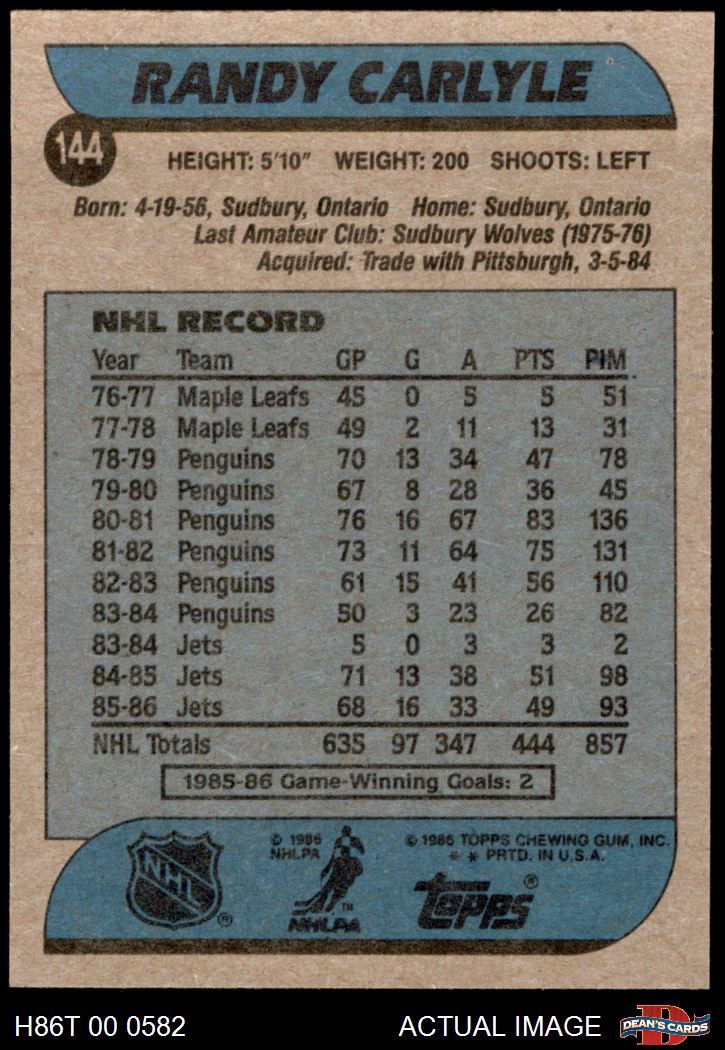 RANDY CARLYLE
144
HEIGHT: 5'10" WEIGHT: 200 SHOOTS: LEFT
Born: 4-19-56, Sudbury, Ontario Home: Sudbury, Ontario
Last Amateur Club: Sudbury Wolves (1975-76)
Acquired: Trade with Pittsburgh, 3-5-84
NHL RECORD
Year Team GP G A PTS PIM
76-77 Maple Leafs 45 0 5 5 51
77-78 Maple Leafs 49 2 11 13 31
78-79 Penguins 70 13 34 47 78
79-80 Penguins 67 8 28 36 45
80-81 Penguins 76 16 67 83 136
81-82 Penguins 73 11 64 75 131
82-83 Penguins 61 15 41 56 110
83-84 Penguins 50 3 23 26 82
83-84 Jets 5 0 3 3 2
84-85 Jets 71 13 38 51 98
85-86 Jets 68 16 33 49 93
NHL Totals 635 97 347 444 857
1985-86 Game-Winning Goals: 2
NHL ®
© 1986
NHLPA
TM
NHLPA
© 1986 TOPPS CHEWING GUM, INC.
* * PRTD. IN U.S.A.
topps ®
H86T 00 0582
ACTUAL IMAGE
D
DEAN'S CARDS